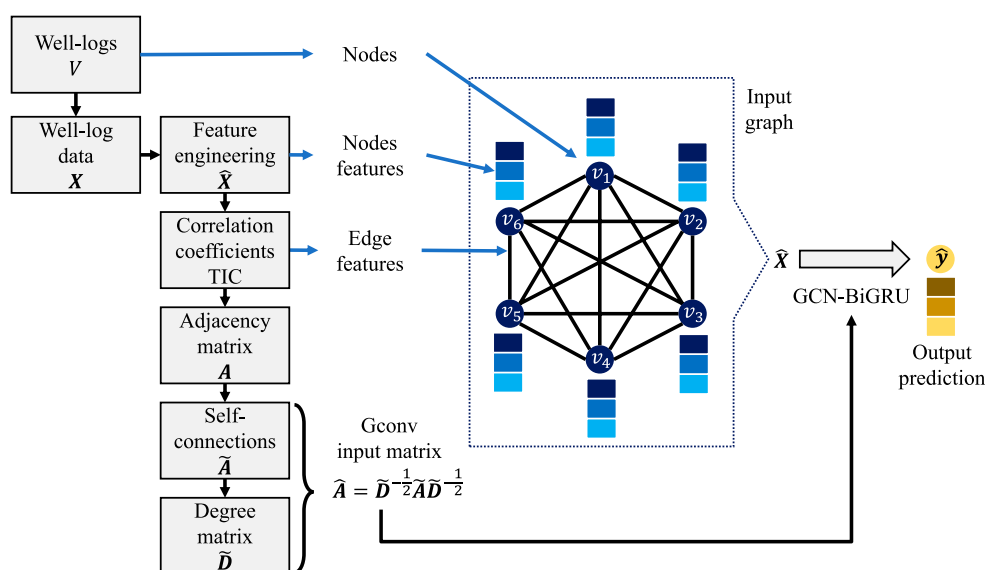 Well-logs
V
Nodes
Well-log
data
X
Feature
engineering
X̂
Nodes
features
Correlation
coefficients
TIC
Edge
features
Adjacency
matrix
A
Self-
connections
Ã
Degree
matrix
D̃
Gconv
input matrix
Â = D̃^{-1/2}ÃD̃^{-1/2}
Input
graph
v₁
v₂
v₃
v₄
v₅
v₆
X̂
GCN-BiGRU
ŷ
Output
prediction